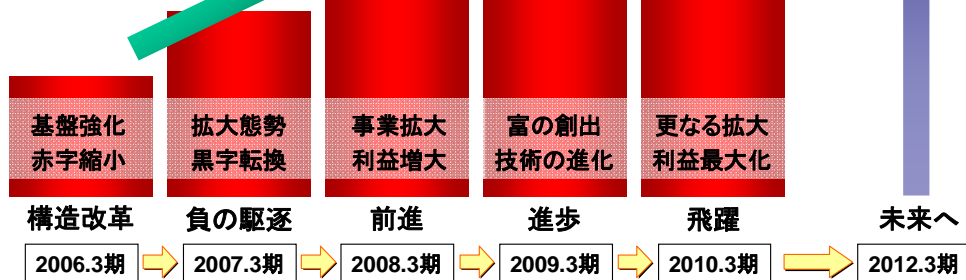 基盤強化
赤字縮小
拡大態勢
黒字転換
事業拡大
利益増大
富の創出
技術の進化
更なる拡大
利益最大化
構造改革 負の駆逐 前進 進歩 飛躍 未来へ
2006.3期 2007.3期 2008.3期 2009.3期 2010.3期 2012.3期